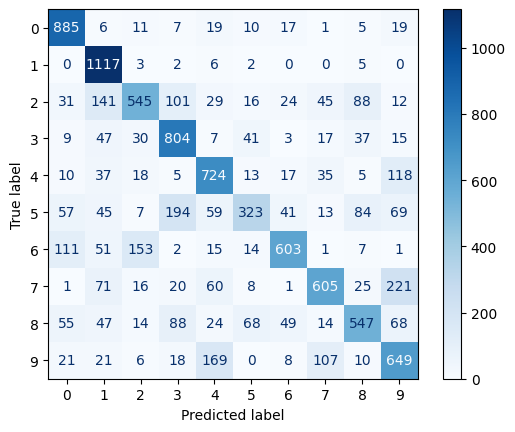 True label
0 885 6 11 7 19 10 17 1 5 19
1 0 1117 3 2 6 2 0 0 5 0
2 31 141 545 101 29 16 24 45 88 12
3 9 47 30 804 7 41 3 17 37 15
4 10 37 18 5 724 13 17 35 5 118
5 57 45 7 194 59 323 41 13 84 69
6 111 51 153 2 15 14 603 1 7 1
7 1 71 16 20 60 8 1 605 25 221
8 55 47 14 88 24 68 49 14 547 68
9 21 21 6 18 169 0 8 107 10 649
0 1 2 3 4 5 6 7 8 9
Predicted label
1000
800
600
400
200
0